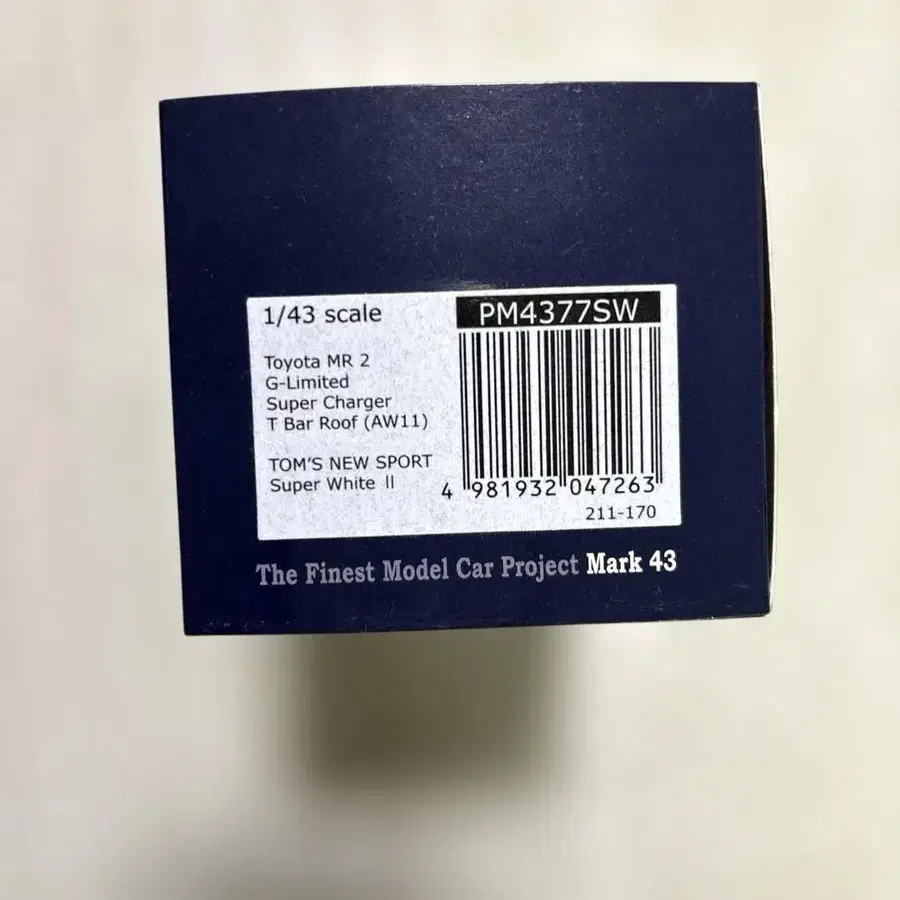 1/43 scale
PM4377SW
Toyota MR 2
G-Limited
Super Charger
T Bar Roof (AW11)
TOM'S NEW SPORT
Super White II
4 981932 047263
211-170
The Finest Model Car Project Mark 43